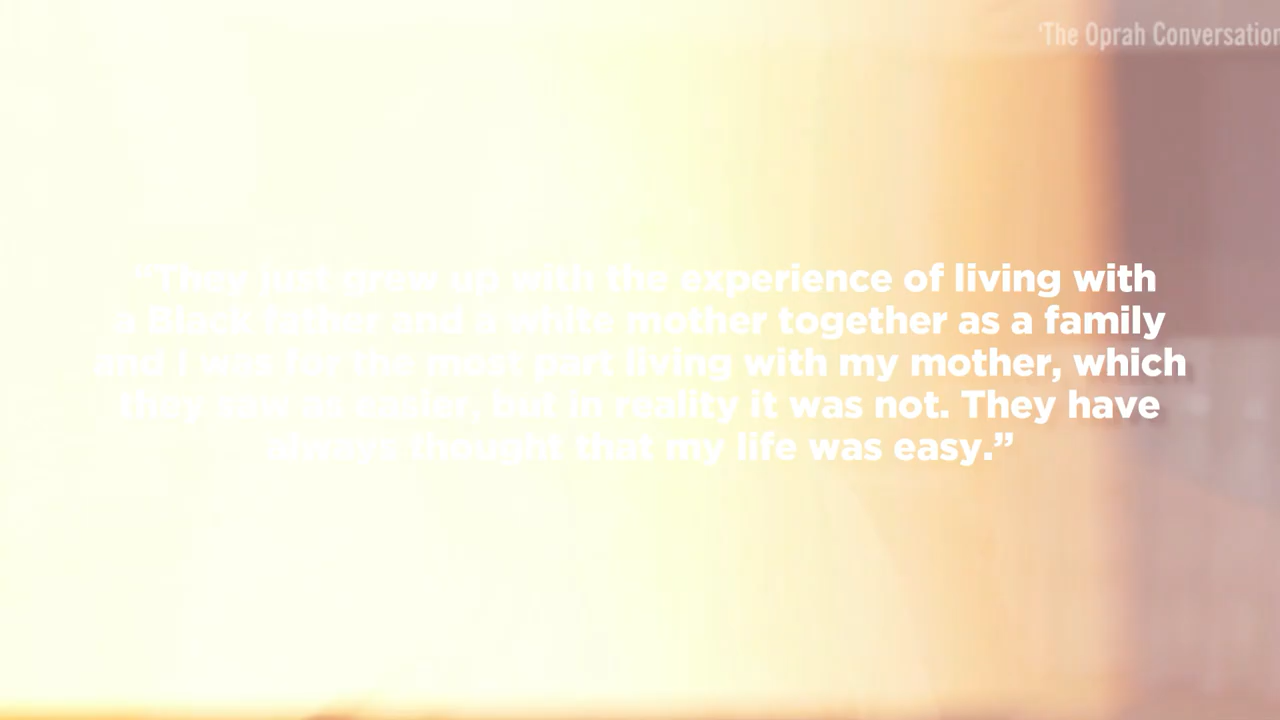 'The Oprah Conversation
“They just grew up with the experience of living with
a Black father and a white mother together as a family
and I was for the most part living with my mother, which
they saw as easier, but in reality it was not. They have
always thought that my life was easy.”